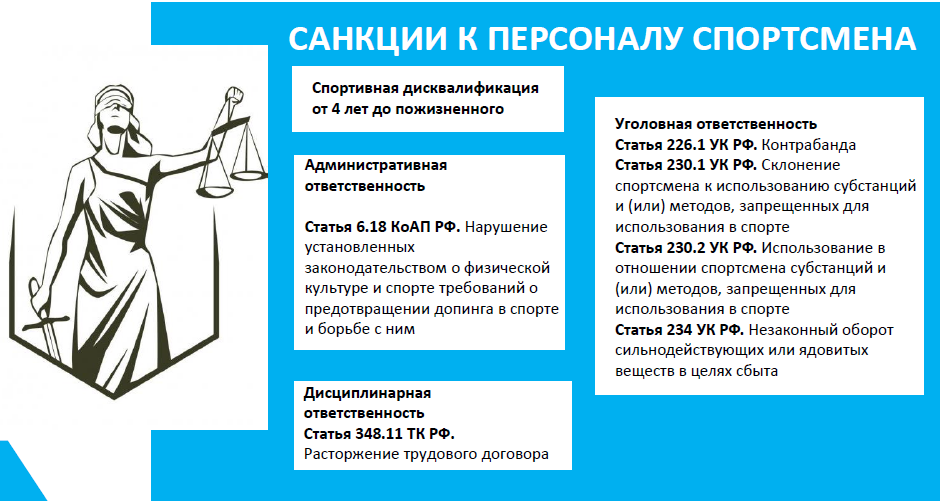 САНКЦИИ К ПЕРСОНАЛУ СПОРТСМЕНА
Спортивная дисквалификация
от 4 лет до пожизненного
Административная
ответственность
Статья 6.18 КоАП РФ. Нарушение
установленных
законодательством о физической
культуре и спорте требований о
предотвращении допинга в спорте
и борьбе с ним
Дисциплинарная
ответственность
Статья 348.11 ТК РФ.
Расторжение трудового договора
Уголовная ответственность
Статья 226.1 УК РФ. Контрабанда
Статья 230.1 УК РФ. Склонение
спортсмена к использованию субстанций
и (или) методов, запрещенных для
использования в спорте
Статья 230.2 УК РФ. Использование в
отношении спортсмена субстанций и
(или) методов, запрещенных для
использования в спорте
Статья 234 УК РФ. Незаконный оборот
сильнодействующих или ядовитых
веществ в целях сбыта